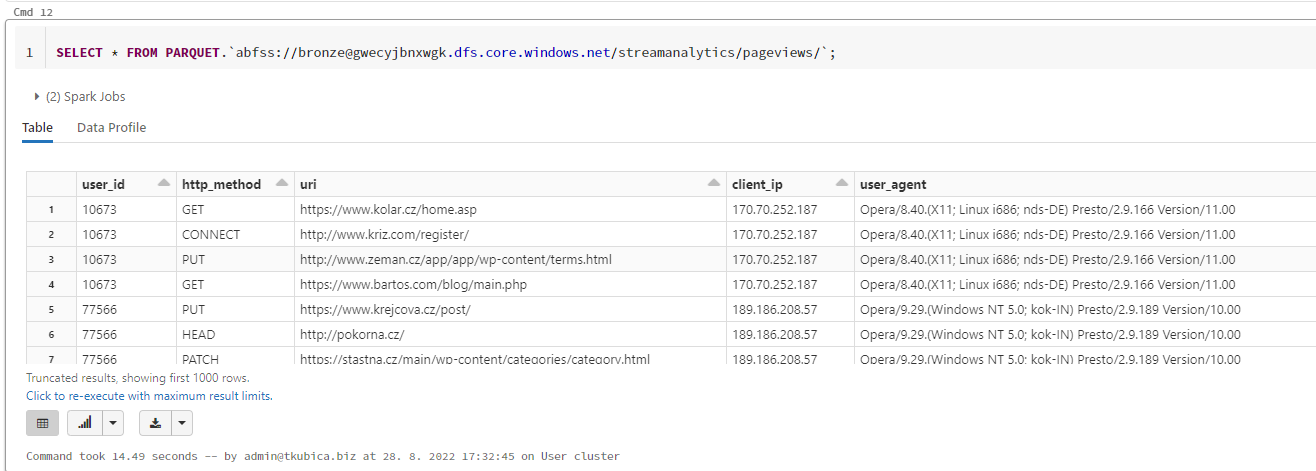 Cmd 12
1 SELECT * FROM PARQUET.`abfss://bronze@gwecyjbnxwgk.dfs.core.windows.net/streamanalytics/pageviews/`;
(2) Spark Jobs
Table Data Profile
user_id http_method uri client_ip user_agent
1 10673 GET https://www.kolar.cz/home.asp 170.70.252.187 Opera/8.40.(X11; Linux i686; nds-DE) Presto/2.9.166 Version/11.00
2 10673 CONNECT http://www.kriz.com/register/ 170.70.252.187 Opera/8.40.(X11; Linux i686; nds-DE) Presto/2.9.166 Version/11.00
3 10673 PUT http://www.zeman.cz/app/app/wp-content/terms.html 170.70.252.187 Opera/8.40.(X11; Linux i686; nds-DE) Presto/2.9.166 Version/11.00
4 10673 GET https://www.bartos.com/blog/main.php 170.70.252.187 Opera/8.40.(X11; Linux i686; nds-DE) Presto/2.9.166 Version/11.00
5 77566 PUT https://www.krejcova.cz/post/ 189.186.208.57 Opera/9.29.(Windows NT 5.0; kok-IN) Presto/2.9.189 Version/10.00
6 77566 HEAD http://pokorna.cz/ 189.186.208.57 Opera/9.29.(Windows NT 5.0; kok-IN) Presto/2.9.189 Version/10.00
7 77566 PATCH https://stastna.cz/main/wp-content/categories/category.html 189.186.208.57 Opera/9.29.(Windows NT 5.0; kok-IN) Presto/2.9.189 Version/10.00
Truncated results, showing first 1000 rows.
Click to re-execute with maximum result limits.
Command took 14.49 seconds -- by admin@tkubica.biz at 28. 8. 2022 17:32:45 on User cluster